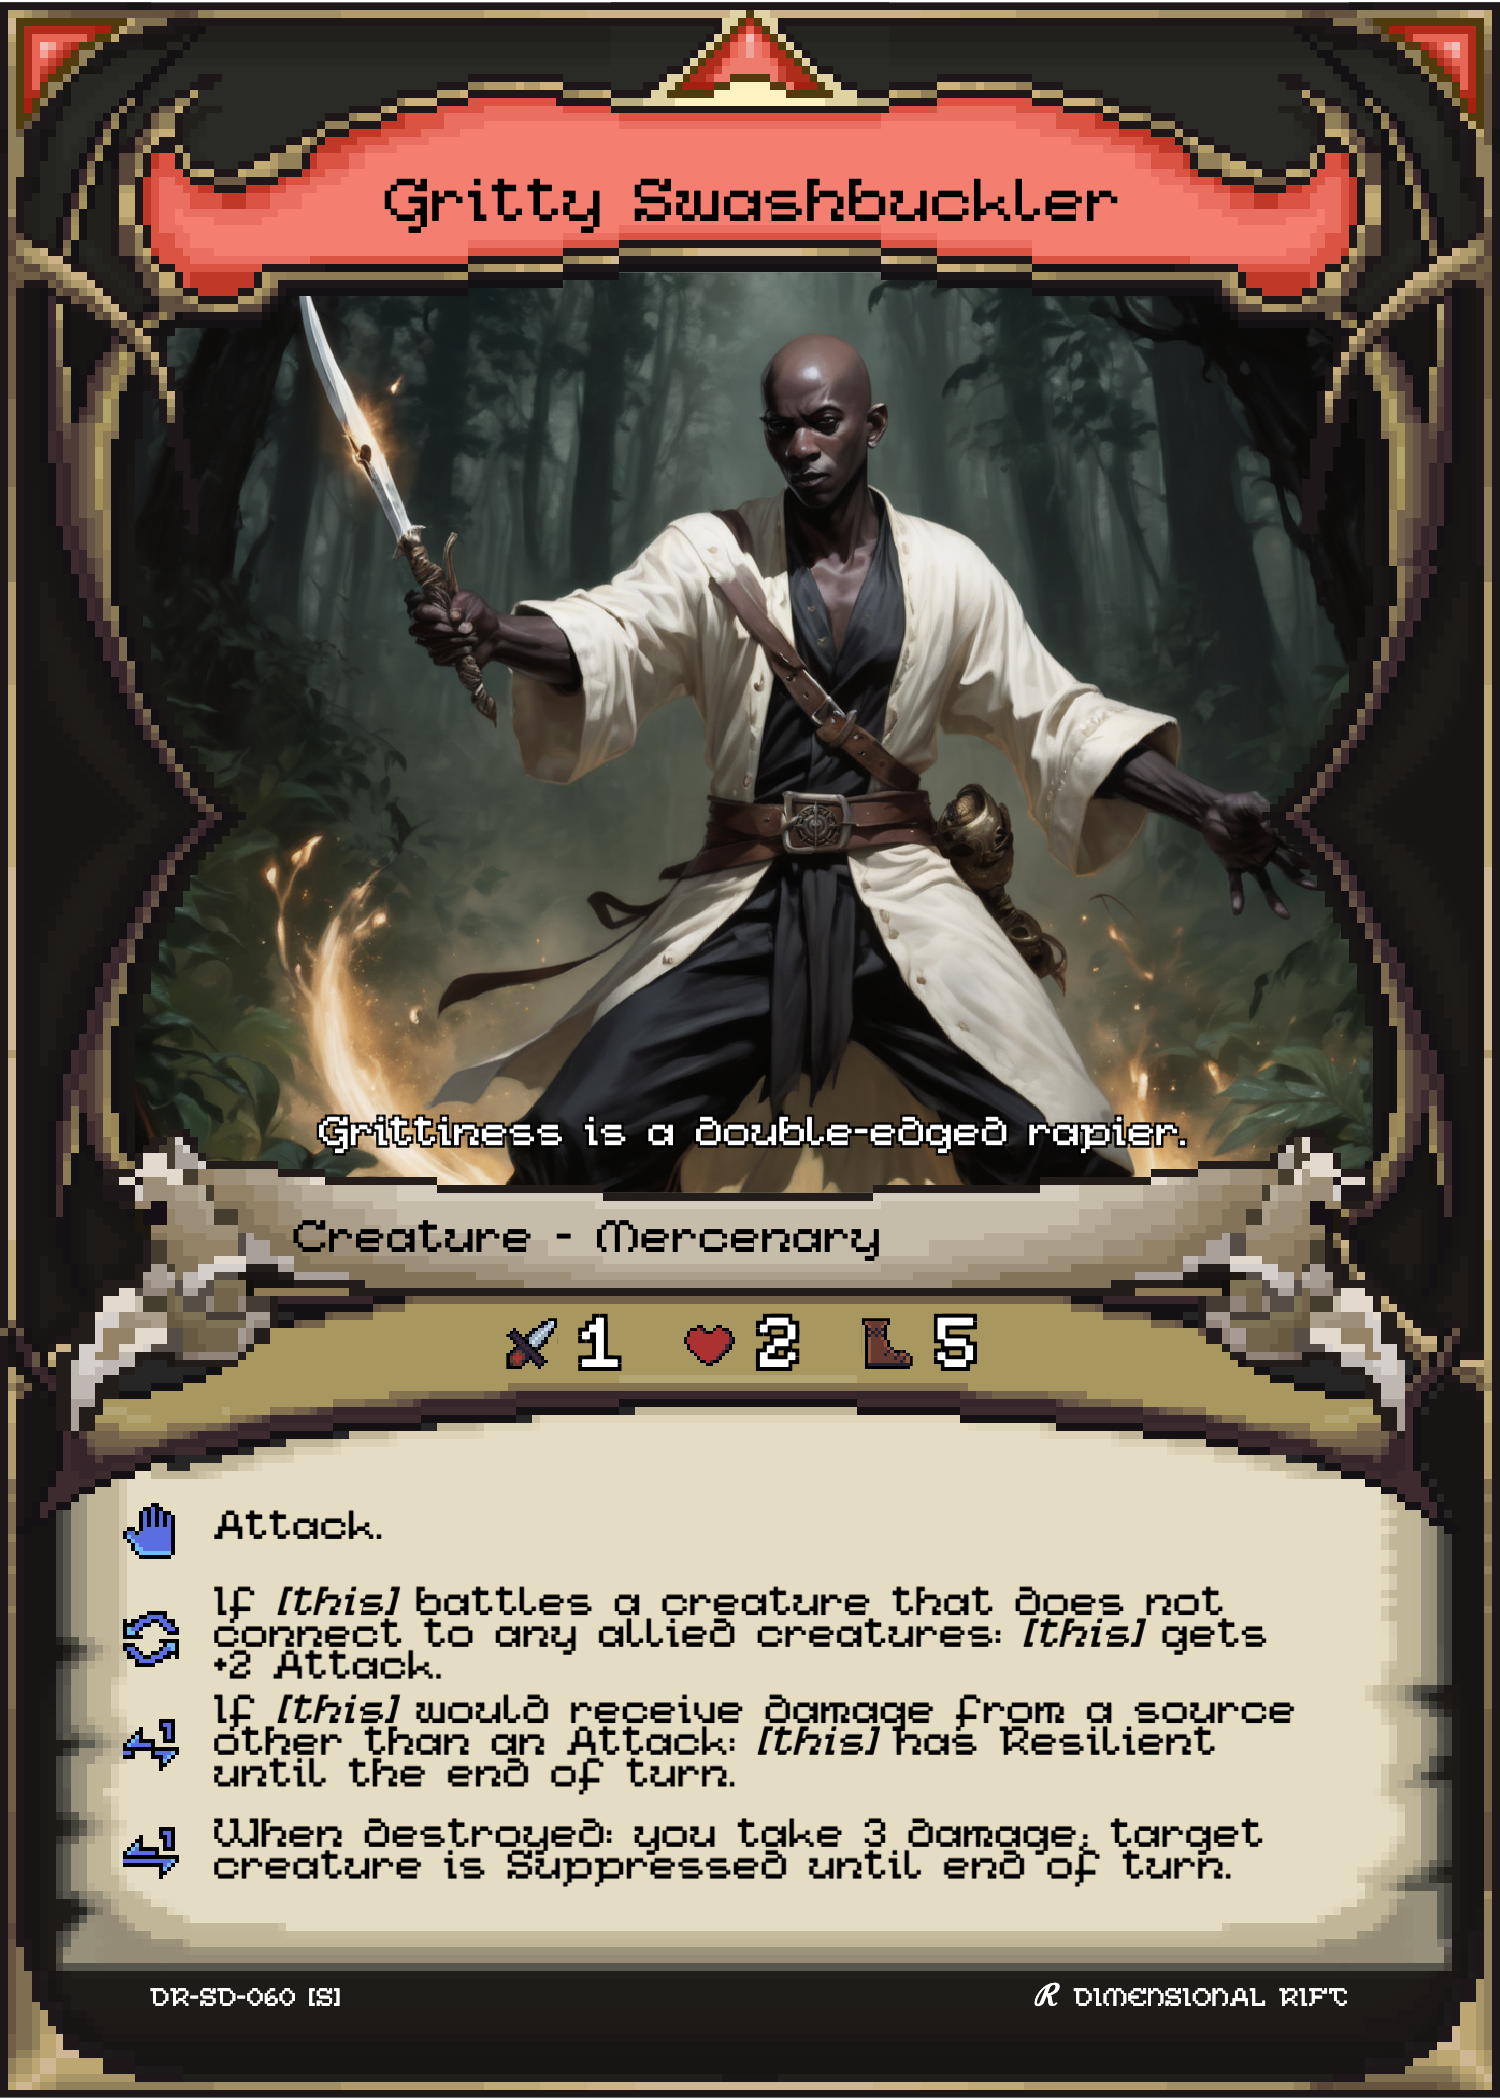 Gritty Swashbuckler
Grittiness is a double-edged rapier.
Creature - Mercenary
1 2 5
Attack.
If [this] battles a creature that does not
connect to any allied creatures: [this] gets
+2 Attack.
If [this] would receive damage from a source
other than an Attack: [this] has Resilient
until the end of turn.
When destroyed: you take 3 damage; target
creature is Suppressed until end of turn.
DR-SD-060 [S]
R DIMENSIONAL RIFT